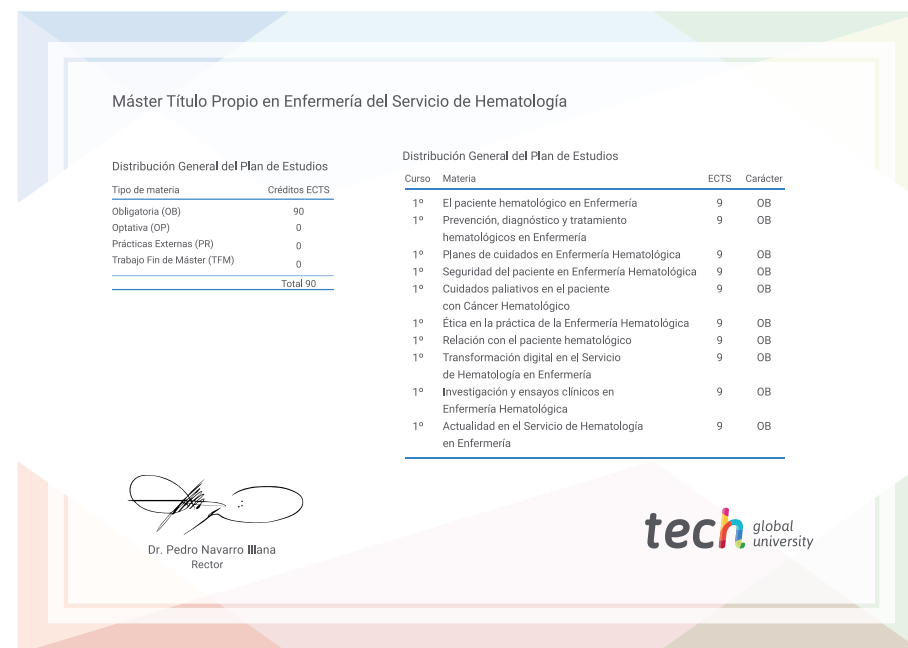 Máster Título Propio en Enfermería del Servicio de Hematología
Distribución General del Plan de Estudios
Tipo de materia Créditos ECTS
Obligatoria (OB) 90
Optativa (OP) 0
Prácticas Externas (PR) 0
Trabajo Fin de Máster (TFM) 0
Total 90
Distribución General del Plan de Estudios
Curso Materia ECTS Carácter
1º El paciente hematológico en Enfermería 9 OB
1º Prevención, diagnóstico y tratamiento 9 OB
hematológicos en Enfermería
1º Planes de cuidados en Enfermería Hematológica 9 OB
1º Seguridad del paciente en Enfermería Hematológica 9 OB
1º Cuidados paliativos en el paciente 9 OB
con Cáncer Hematológico
1º Ética en la práctica de la Enfermería Hematológica 9 OB
1º Relación con el paciente hematológico 9 OB
1º Transformación digital en el Servicio 9 OB
de Hematología en Enfermería
1º Investigación y ensayos clínicos en 9 OB
Enfermería Hematológica
1º Actualidad en el Servicio de Hematología 9 OB
en Enfermería
Dr. Pedro Navarro Illana
Rector
tech global
university